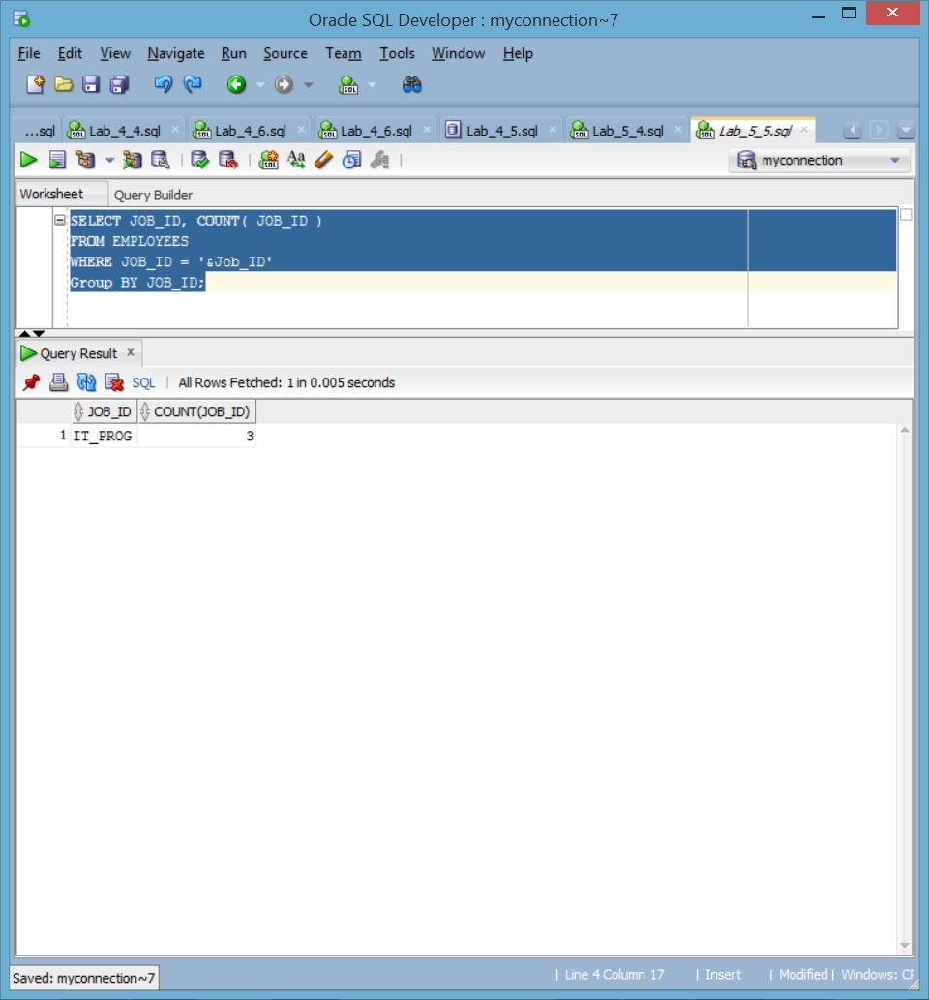 Oracle SQL Developer : myconnection~7
File Edit View Navigate Run Source Team Tools Window Help
...sql Lab_4_4.sql Lab_4_6.sql Lab_4_6.sql Lab_4_5.sql Lab_5_4.sql Lab_5_5.sql
myconnection
Worksheet Query Builder
SELECT JOB_ID, COUNT( JOB_ID )
FROM EMPLOYEES
WHERE JOB_ID = '&Job_ID'
Group BY JOB_ID;
Query Result x
SQL | All Rows Fetched: 1 in 0.005 seconds
JOB_ID COUNT(JOB_ID)
1 IT_PROG 3
Saved: myconnection~7 | Line 4 Column 17 | Insert | Modified | Windows: